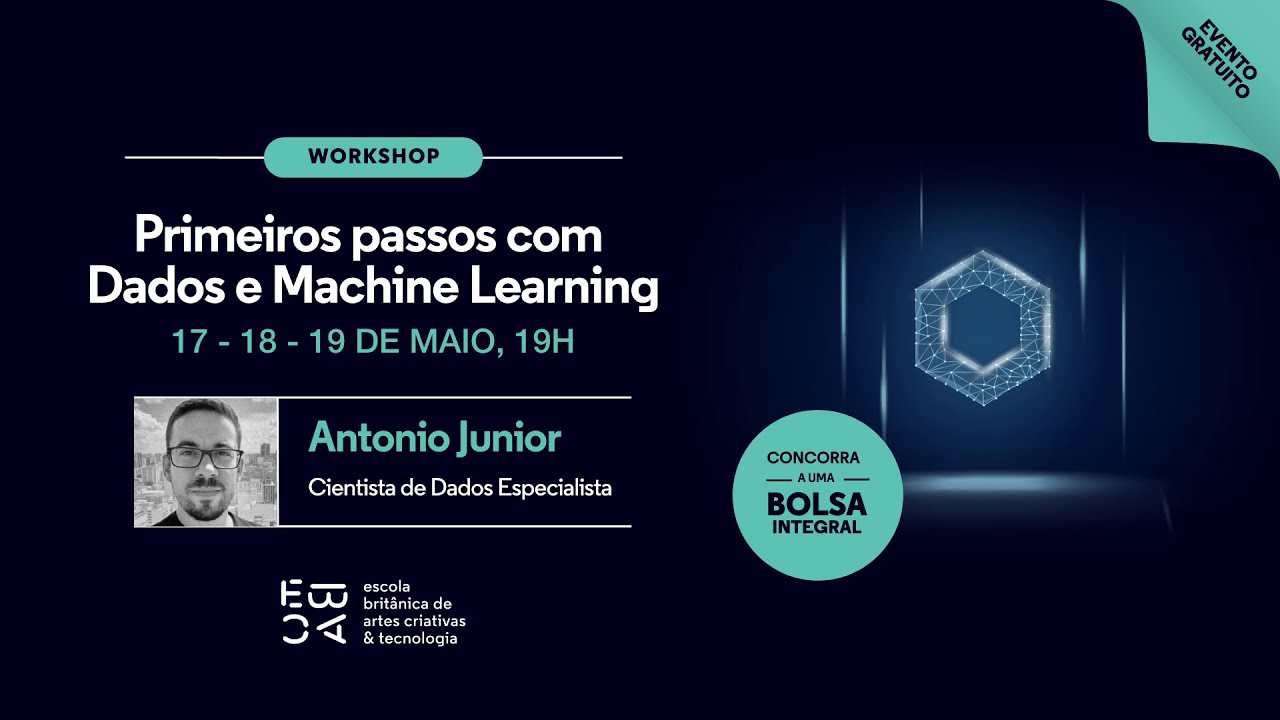 EVENTO
GRATUITO
WORKSHOP
Primeiros passos com
Dados e Machine Learning
17 - 18 - 19 DE MAIO, 19H
Antonio Junior
Cientista de Dados Especialista
CONCORRA
A UMA
BOLSA
INTEGRAL
EBAC
escola
britânica de
artes criativas
& tecnologia